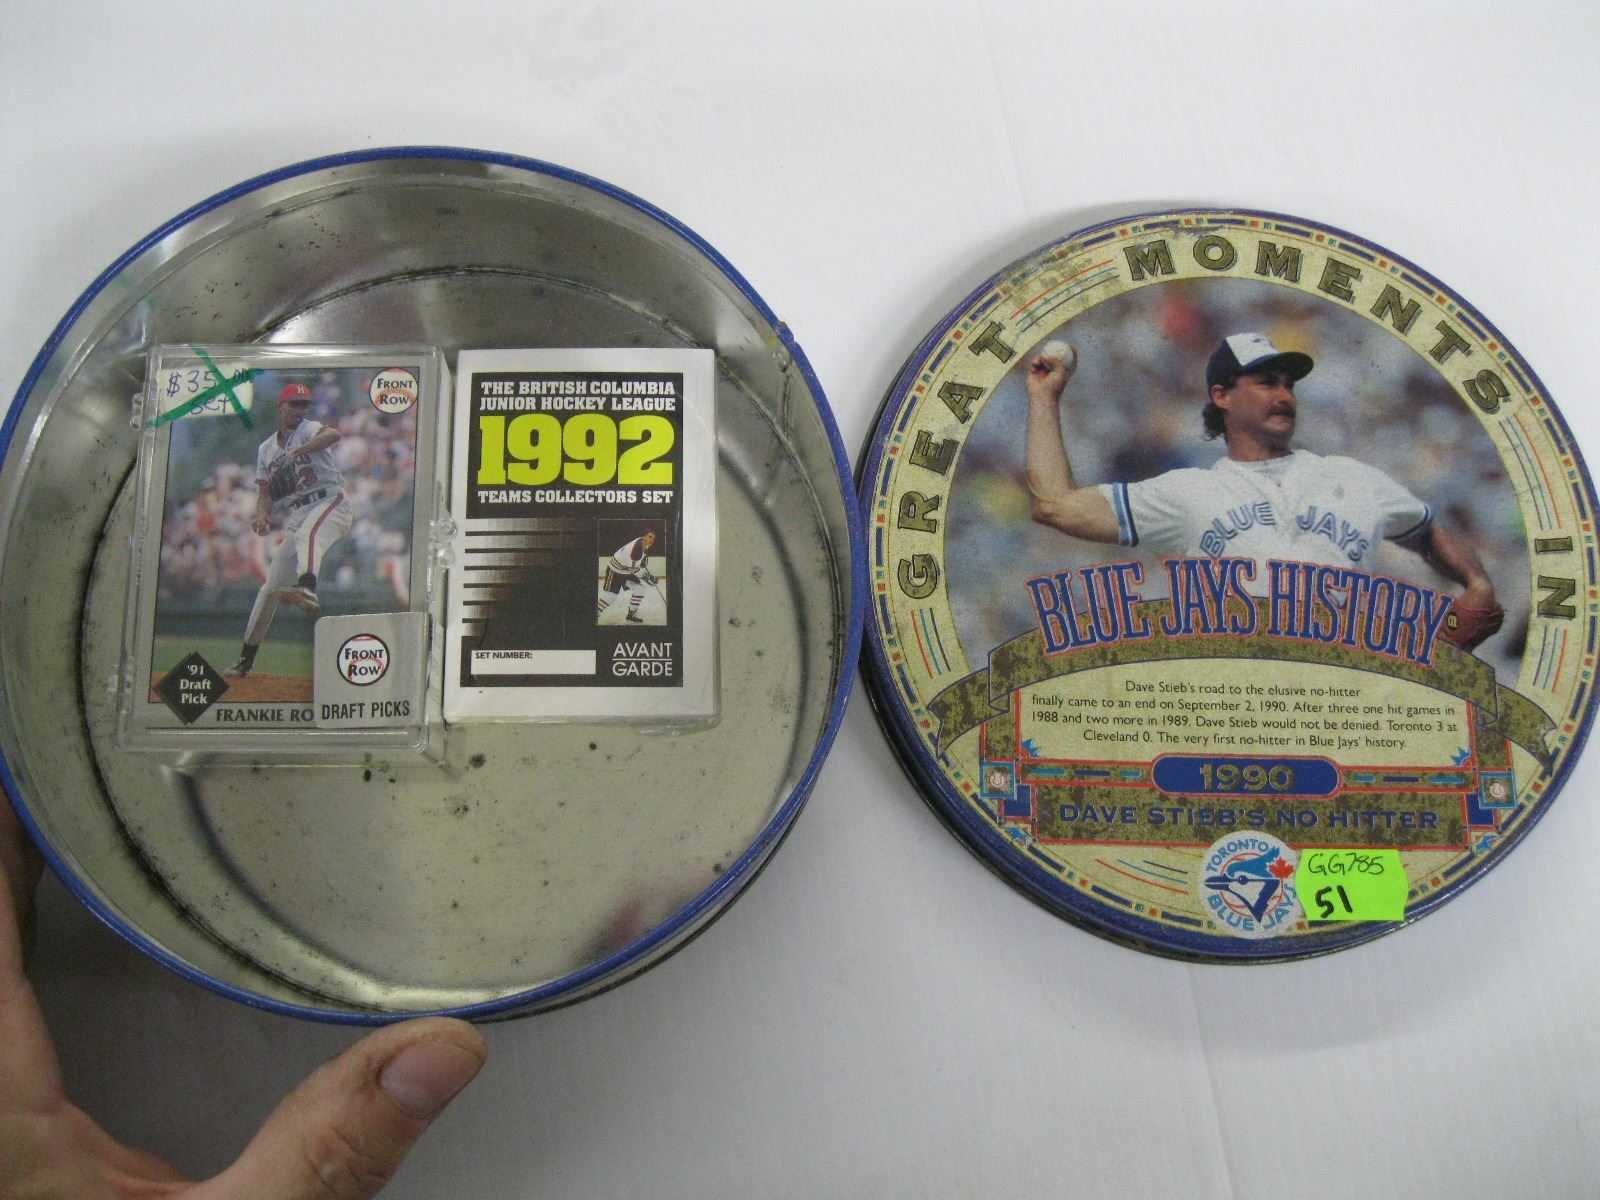 $35
set
FRONT
ROW
'91
Draft
Pick
FRANKIE RO
FRONT
ROW
DRAFT PICKS
THE BRITISH COLUMBIA
JUNIOR HOCKEY LEAGUE
1992
TEAMS COLLECTORS SET
SET NUMBER:
AVANT
GARDE
GREAT MOMENTS IN
BLUE JAYS
BLUE JAYS HISTORY
Dave Stieb's road to the elusive no-hitter
finally came to an end on September 2, 1990. After three one hit games in
1988 and two more in 1989. Dave Stieb would not be denied. Toronto 3 at
Cleveland 0. The very first no-hitter in Blue Jays' history.
1990
DAVE STIEB'S NO HITTER
TORONTO
BLUE JAYS
GG785
51